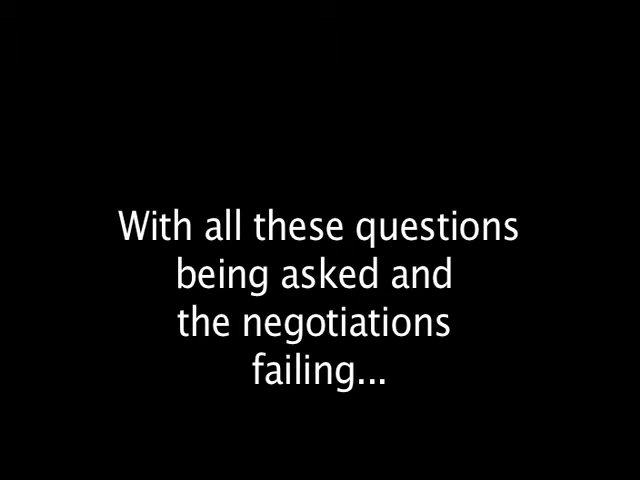 With all these questions
being asked and
the negotiations
failing...